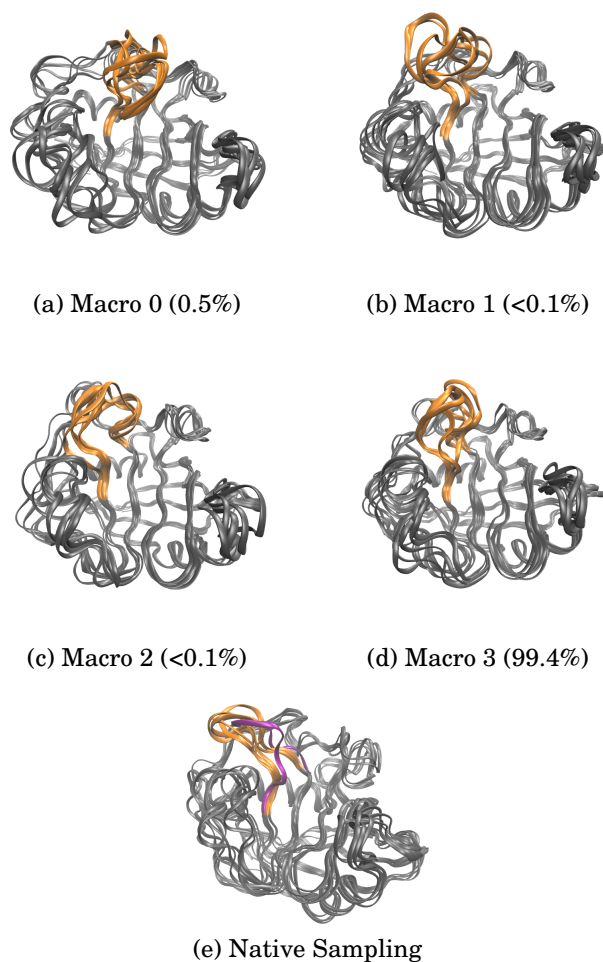 (a) Macro 0 (0.5%)
(b) Macro 1 (<0.1%)
(c) Macro 2 (<0.1%)
(d) Macro 3 (99.4%)
(e) Native Sampling